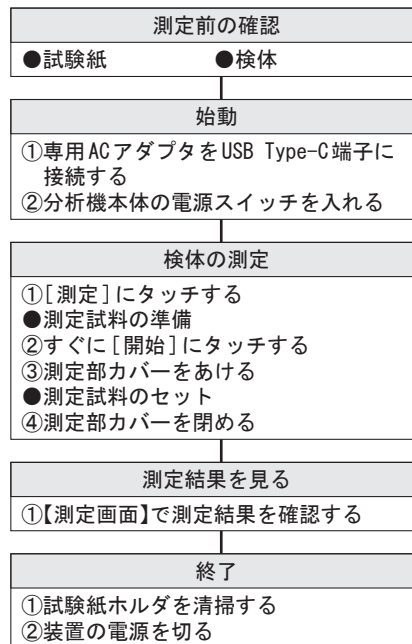 測定前の確認
●試験紙 ●検体
始動
①専用ACアダプタをUSB Type-C端子に
接続する
②分析機本体の電源スイッチを入れる
検体の測定
①[測定]にタッチする
●測定試料の準備
②すぐに[開始]にタッチする
③測定部カバーをあける
●測定試料のセット
④測定部カバーを閉める
測定結果を見る
①【測定画面】で測定結果を確認する
終了
①試験紙ホルダを清掃する
②装置の電源を切る